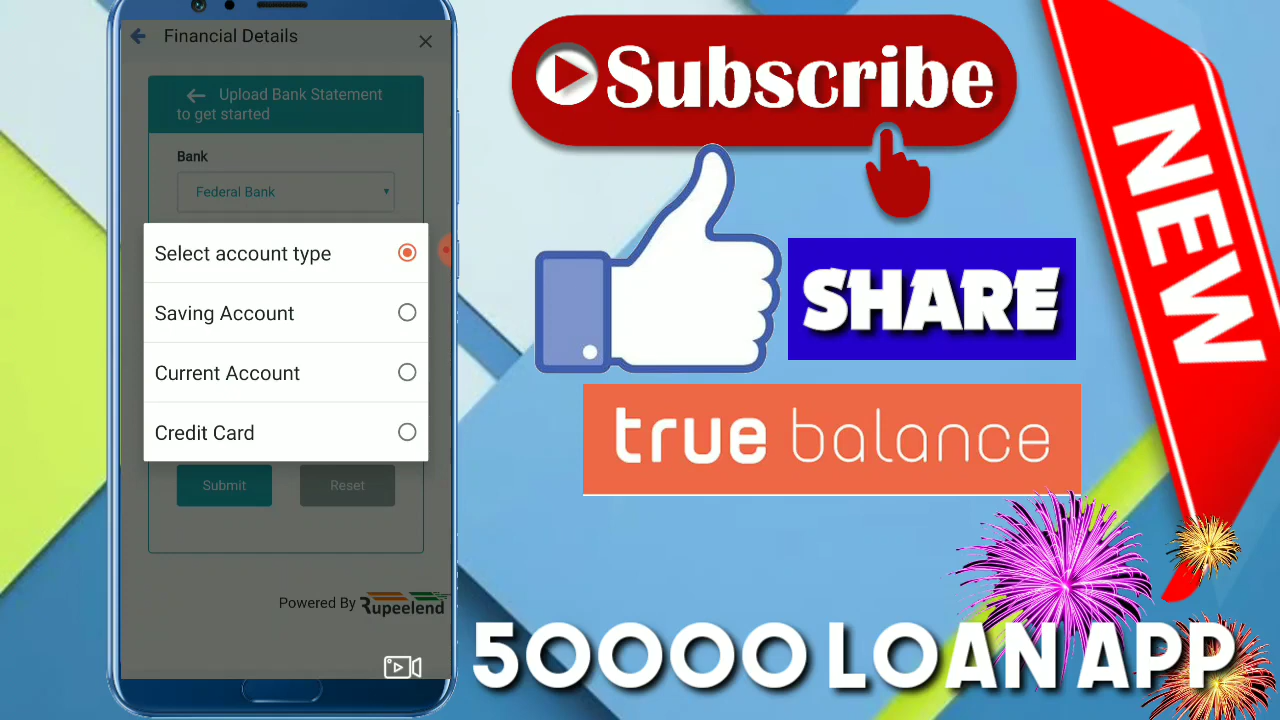 Financial Details
Upload Bank Statement
to get started
Bank
Federal Bank
Select account type
Saving Account
Current Account
Credit Card
Submit
Reset
Powered By Rupeelend
Subscribe
SHARE
true balance
NEW
50000 LOAN APP